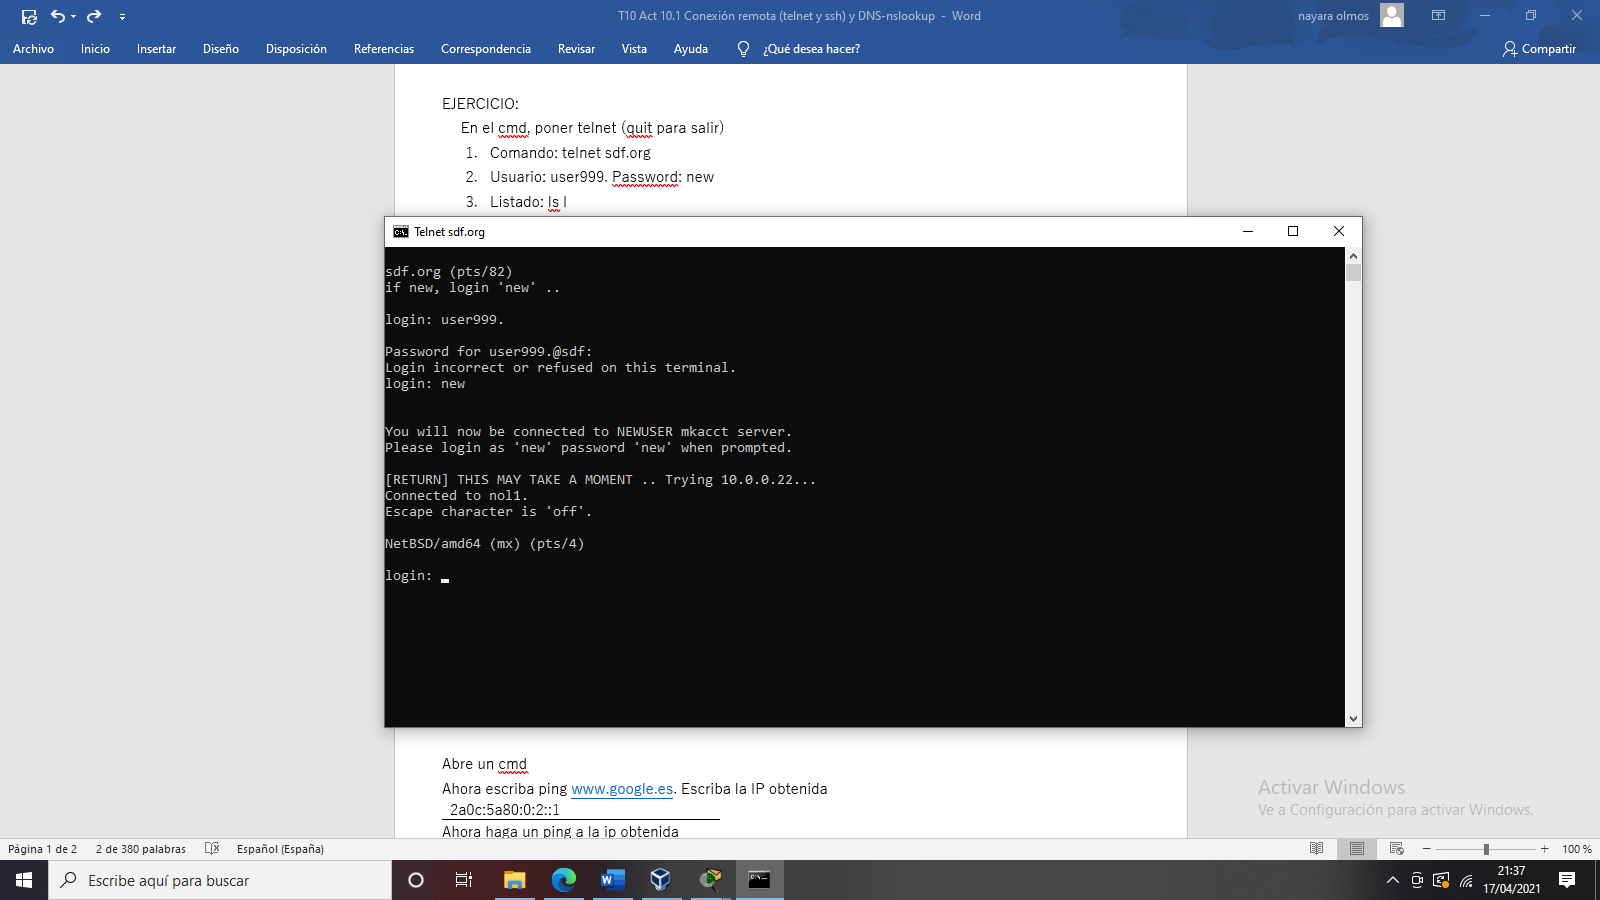 T10 Act 10.1 Conexión remota (telnet y ssh) y DNS-nslookup - Word
nayara olmos
Archivo Inicio Insertar Diseño Disposición Referencias Correspondencia Revisar Vista Ayuda ¿Qué desea hacer? Compartir
EJERCICIO:
En el cmd, poner telnet (quit para salir)
1. Comando: telnet sdf.org
2. Usuario: user999. Password: new
3. Listado: ls l
Telnet sdf.org
sdf.org (pts/82)
if new, login 'new' ..
login: user999.
Password for user999.@sdf:
Login incorrect or refused on this terminal.
login: new
You will now be connected to NEWUSER mkacct server.
Please login as 'new' password 'new' when prompted.
[RETURN] THIS MAY TAKE A MOMENT .. Trying 10.0.0.22...
Connected to nol1.
Escape character is 'off'.
NetBSD/amd64 (mx) (pts/4)
login:
Abre un cmd
Ahora escriba ping www.google.es. Escriba la IP obtenida
2a0c:5a80:0:2::1
Ahora haga un ping a la ip obtenida
Activar Windows
Ve a Configuración para activar Windows.
Página 1 de 2 2 de 380 palabras Español (España) 100 %
Escribe aquí para buscar
21:37
17/04/2021